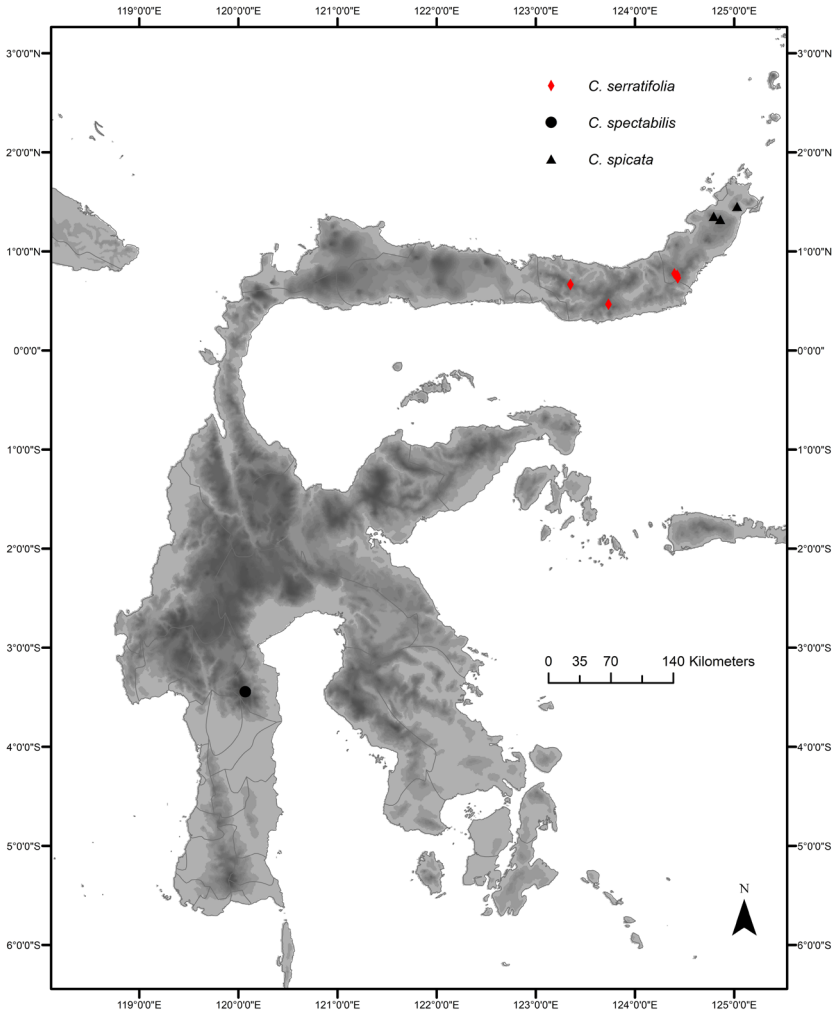 119°0'0"E 120°0'0"E 121°0'0"E 122°0'0"E 123°0'0"E 124°0'0"E 125°0'0"E
3°0'0"N 3°0'0"N
C. serratifolia
C. spectabilis
2°0'0"N 2°0'0"N
C. spicata
1°0'0"N 1°0'0"N
0°0'0" 0°0'0"
1°0'0"S 1°0'0"S
2°0'0"S 2°0'0"S
3°0'0"S 3°0'0"S
0 35 70 140 Kilometers
4°0'0"S 4°0'0"S
5°0'0"S 5°0'0"S
N
6°0'0"S 6°0'0"S
119°0'0"E 120°0'0"E 121°0'0"E 122°0'0"E 123°0'0"E 124°0'0"E 125°0'0"E